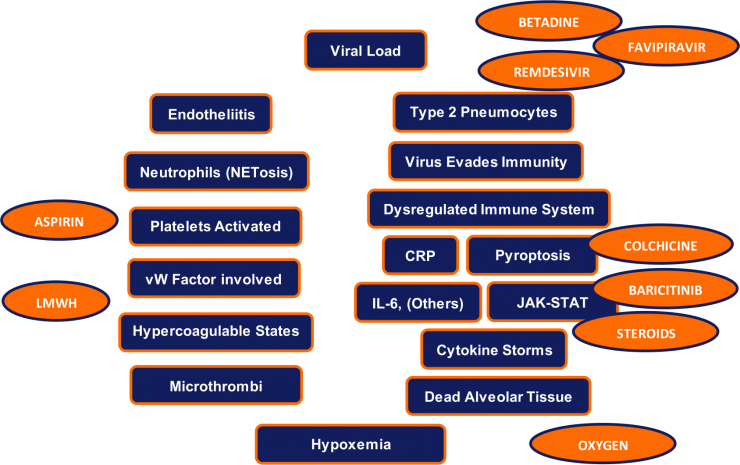 BETADINE
Viral Load
FAVIPIRAVIR
REMDESIVIR
Endotheliitis
Type 2 Pneumocytes
Neutrophils (NETosis)
Virus Evades Immunity
ASPIRIN
Platelets Activated
Dysregulated Immune System
CRP
Pyroptosis
COLCHICINE
vW Factor involved
LMWH
IL-6, (Others)
JAK-STAT
BARICITINIB
Hypercoagulable States
STEROIDS
Cytokine Storms
Microthrombi
Dead Alveolar Tissue
Hypoxemia
OXYGEN